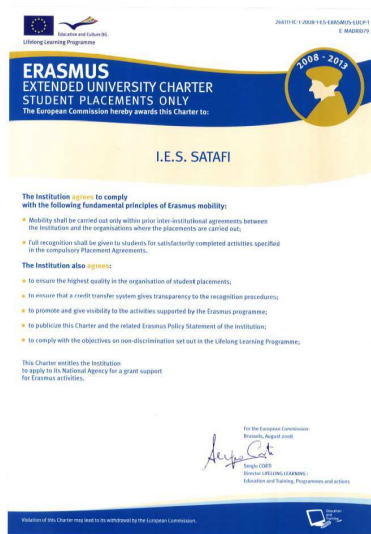 Education and Culture DG
Lifelong Learning Programme
E MADRID79
ERASMUS
EXTENDED UNIVERSITY CHARTER
STUDENT PLACEMENTS ONLY
The European Commission hereby awards this Charter to:
2008 - 2013
I.E.S. SATAFI
The Institution agrees to comply
with the following fundamental principles of Erasmus mobility:
Mobility shall be carried out only within prior inter-institutional agreements between
the Institution and the organisations where the placements are carried out;
Full recognition shall be given to students for satisfactorily completed activities specified
in the compulsory Placement Agreements.
The Institution also agrees:
to ensure the highest quality in the organisation of student placements;
to ensure that a credit transfer system gives transparency to the recognition procedures;
to promote and give visibility to the activities supported by the Erasmus programme;
to publicize this Charter and the related Erasmus Policy Statement of the Institution;
to comply with the objectives on non-discrimination set out in the Lifelong Learning Programme;
This Charter entitles the Institution
to apply to its National Agency for a grant support
for Erasmus activities.
For the European Commission:
Brussels, August 2008
Sergio CORTI
Director LIFELONG LEARNING :
Education and Training, Programmes and actions
Violation of this Charter may lead to its withdrawal by the European Commission.
Education
and
Training